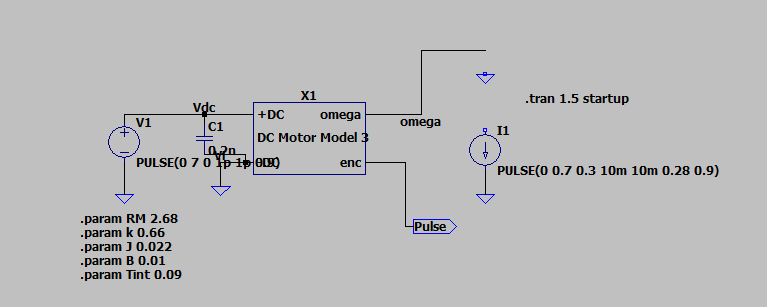 X1
Vdc
V1
+DC
omega
C1
DC Motor Model 3
0.2n
PULSE(0 7 0 1p 1p 0.9)
-DC
enc
omega
Pulse
.tran 1.5 startup
I1
PULSE(0 0.7 0.3 10m 10m 0.28 0.9)
.param RM 2.68
.param k 0.66
.param J 0.022
.param B 0.01
.param Tint 0.09